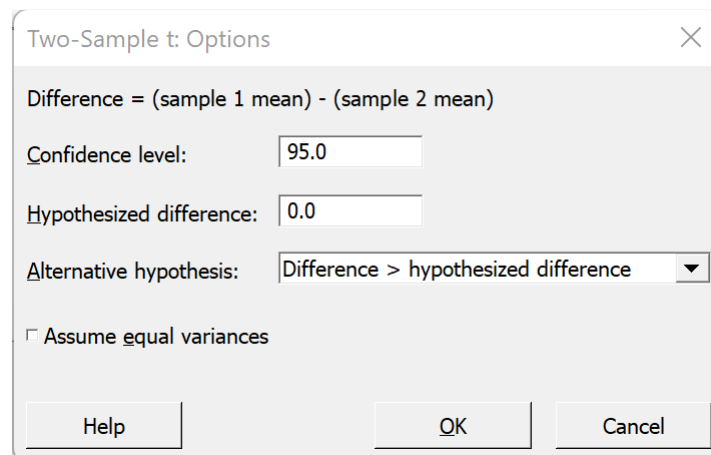 Two-Sample t: Options
Difference = (sample 1 mean) - (sample 2 mean)
Confidence level: 95.0
Hypothesized difference: 0.0
Alternative hypothesis: Difference > hypothesized difference
Assume equal variances
Help OK Cancel